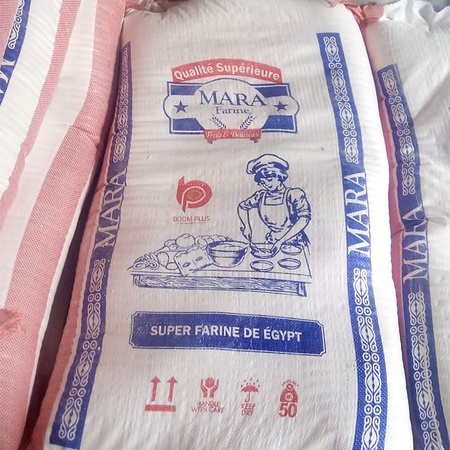 Qualité Supérieure
MARA
Farine
Frais & Délicieux
MARA
MARA
BOOM PLUS
SUPER FARINE DE ÉGYPT
HANDLE
WITH CARE
KEEP
DRY
50